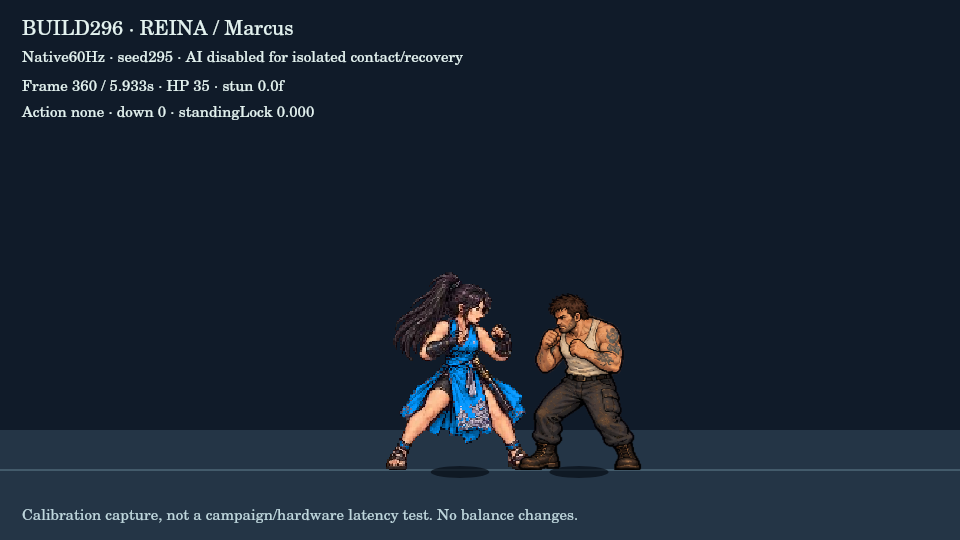 BUILD296 · REINA / Marcus
Native60Hz · seed295 · AI disabled for isolated contact/recovery
Frame 360 / 5.933s · HP 35 · stun 0.0f
Action none · down 0 · standingLock 0.000
Calibration capture, not a campaign/hardware latency test. No balance changes.